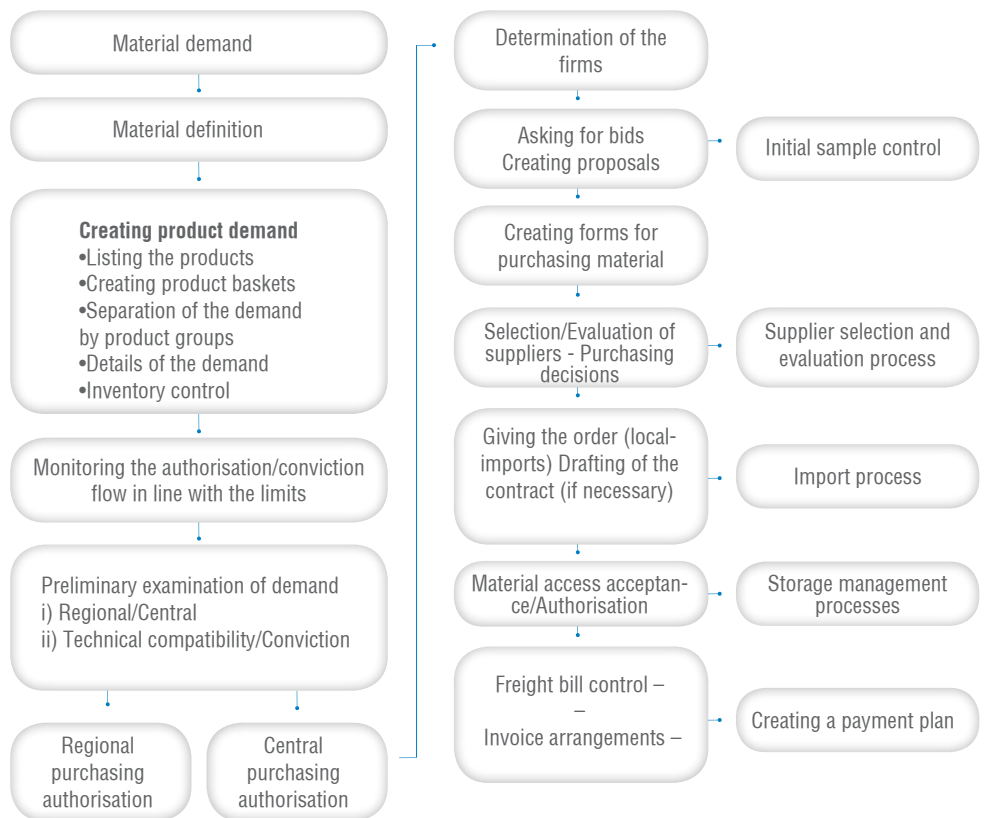 Material demand
Material definition
Creating product demand
•Listing the products
•Creating product baskets
•Separation of the demand
by product groups
•Details of the demand
•Inventory control
Monitoring the authorisation/conviction
flow in line with the limits
Preliminary examination of demand
i) Regional/Central
ii) Technical compatibility/Conviction
Regional
purchasing
authorisation
Central
purchasing
authorisation
Determination of the
firms
Asking for bids
Creating proposals
Initial sample control
Creating forms for
purchasing material
Selection/Evaluation of
suppliers - Purchasing
decisions
Supplier selection and
evaluation process
Giving the order (local-
imports) Drafting of the
contract (if necessary)
Import process
Material access acceptan-
ce/Authorisation
Storage management
processes
Freight bill control –
–
Invoice arrangements –
Creating a payment plan